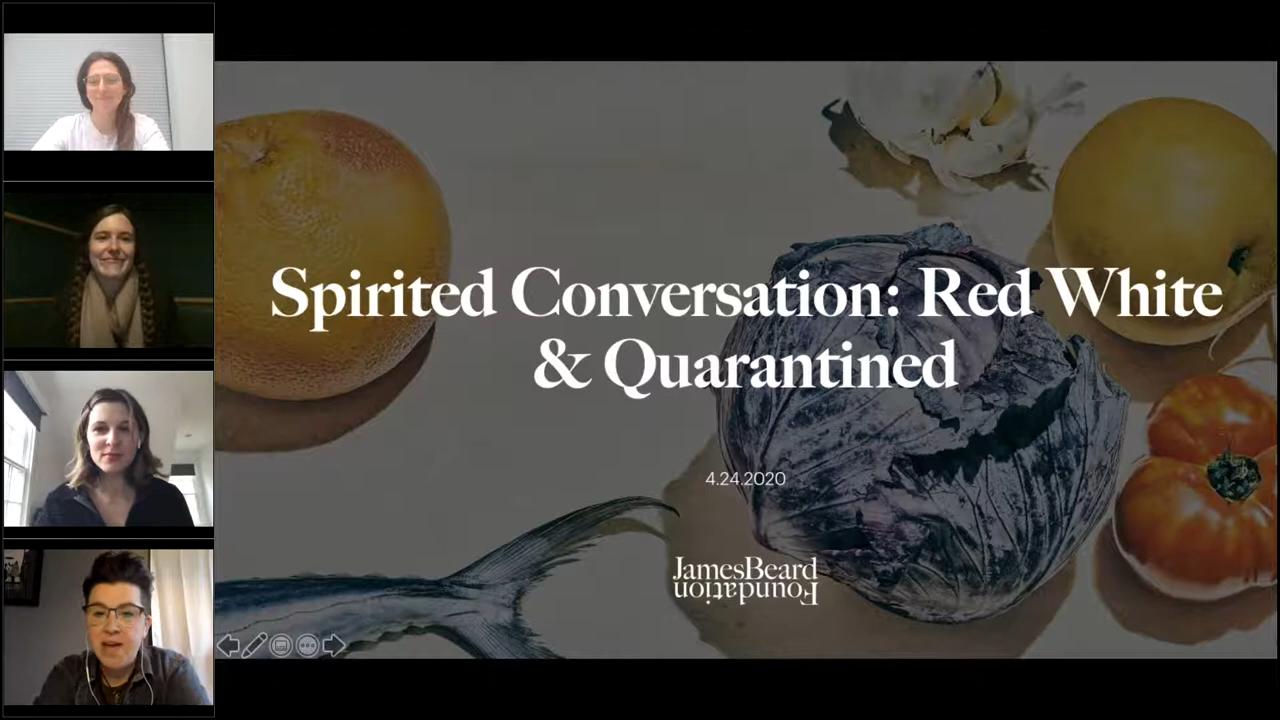 Spirited Conversation: Red White
& Quarantined
4.24.2020
JamesBeard
Foundation